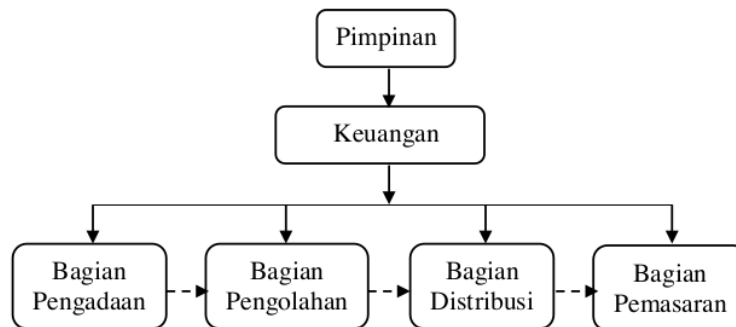 Pimpinan
Keuangan
Bagian
Pengadaan
Bagian
Pengolahan
Bagian
Distribusi
Bagian
Pemasaran